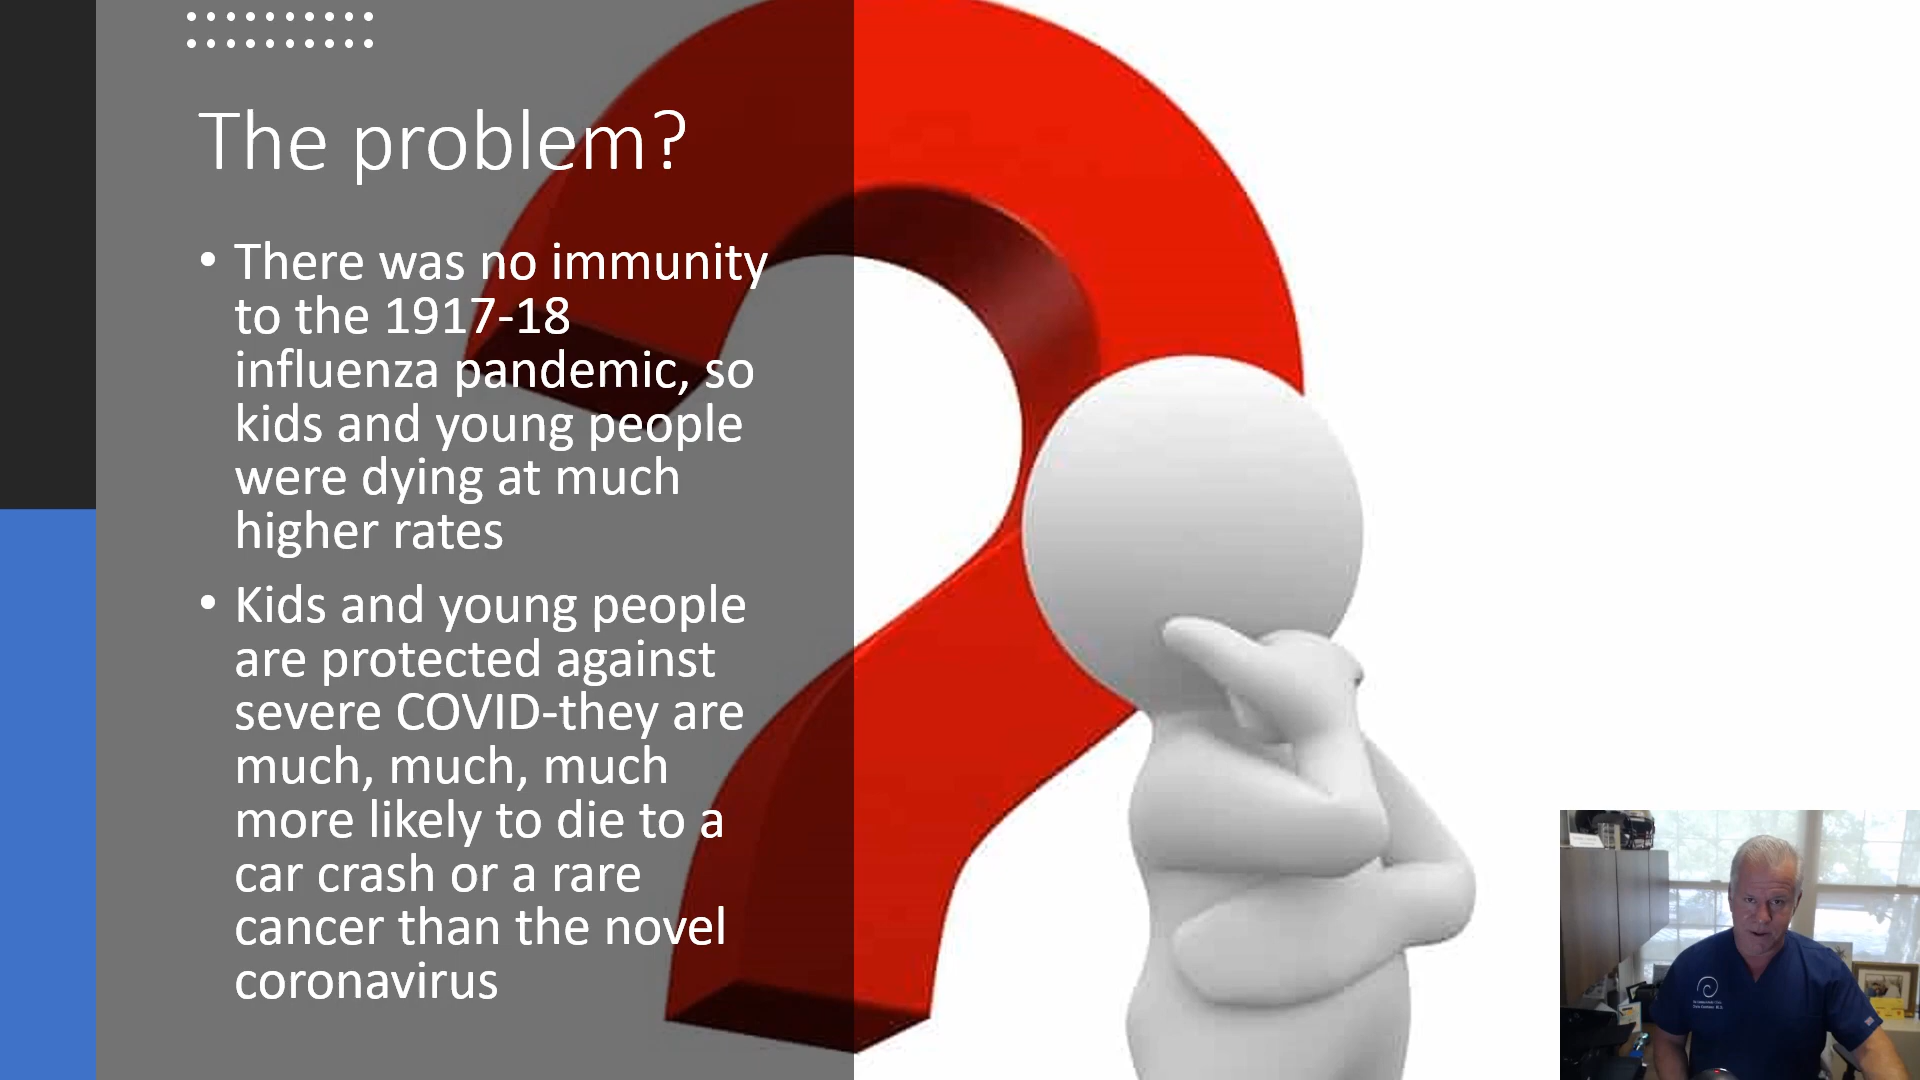 The problem?
• There was no immunity
to the 1917-18
influenza pandemic, so
kids and young people
were dying at much
higher rates
• Kids and young people
are protected against
severe COVID-they are
much, much, much
more likely to die to a
car crash or a rare
cancer than the novel
coronavirus